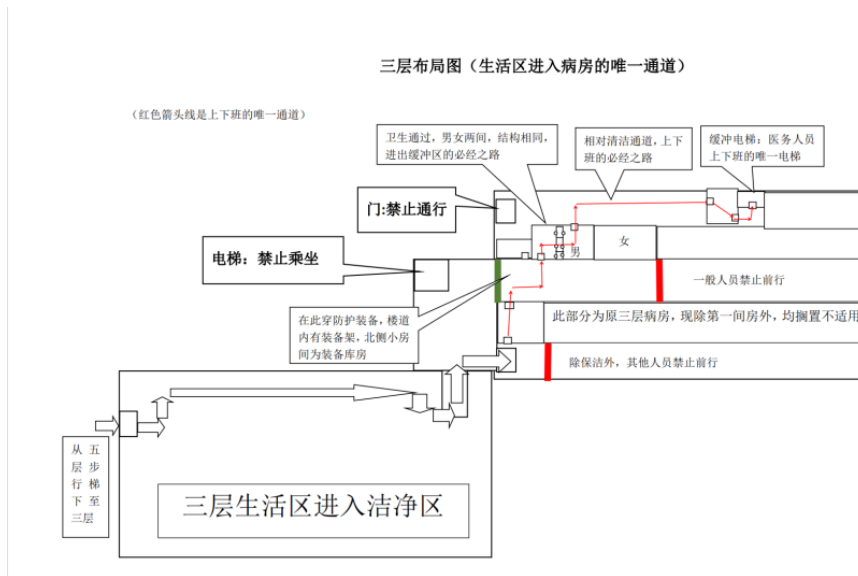 三层布局图（生活区进入病房的唯一通道）
（红色箭头线是上下班的唯一通道）
卫生通过，男女两间，结构相同，
进出缓冲区的必经之路
相对清洁通道，上下
班的必经之路
缓冲电梯：医务人员
上下班的唯一电梯
门:禁止通行
男
女
电梯：禁止乘坐
一般人员禁止前行
在此穿防护装备，楼道
内有装备架，北侧小房
间为装备库房
此部分为原三层病房，现除第一间房外，均搁置不适用
除保洁外，其他人员禁止前行
从五
层步
行梯
下至
三层
三层生活区进入洁净区